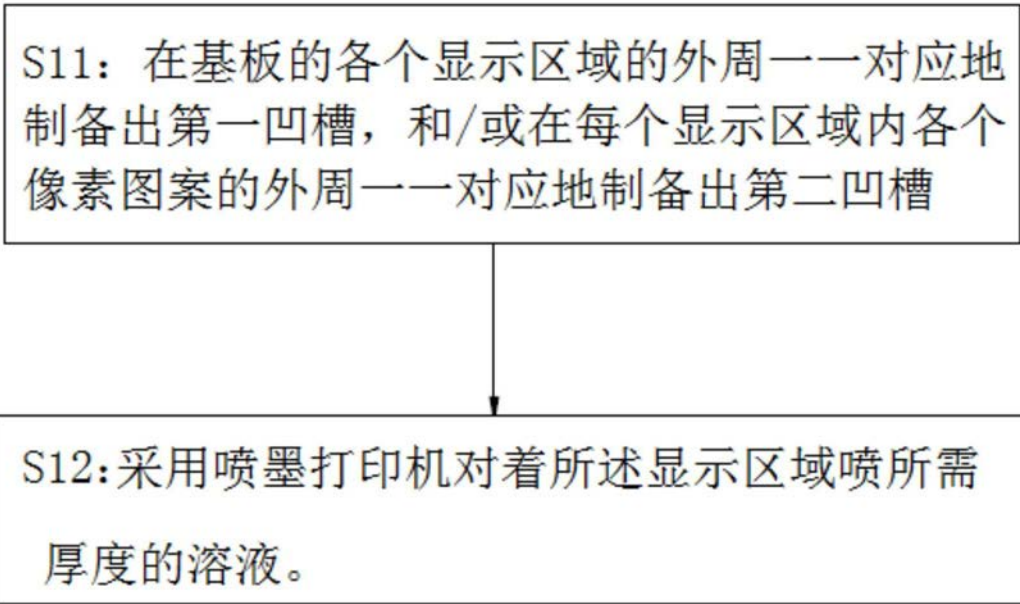 S11：在基板的各个显示区域的外周一一对应地
制备出第一凹槽，和/或在每个显示区域内各个
像素图案的外周一一对应地制备出第二凹槽
S12:采用喷墨打印机对着所述显示区域喷所需
厚度的溶液。